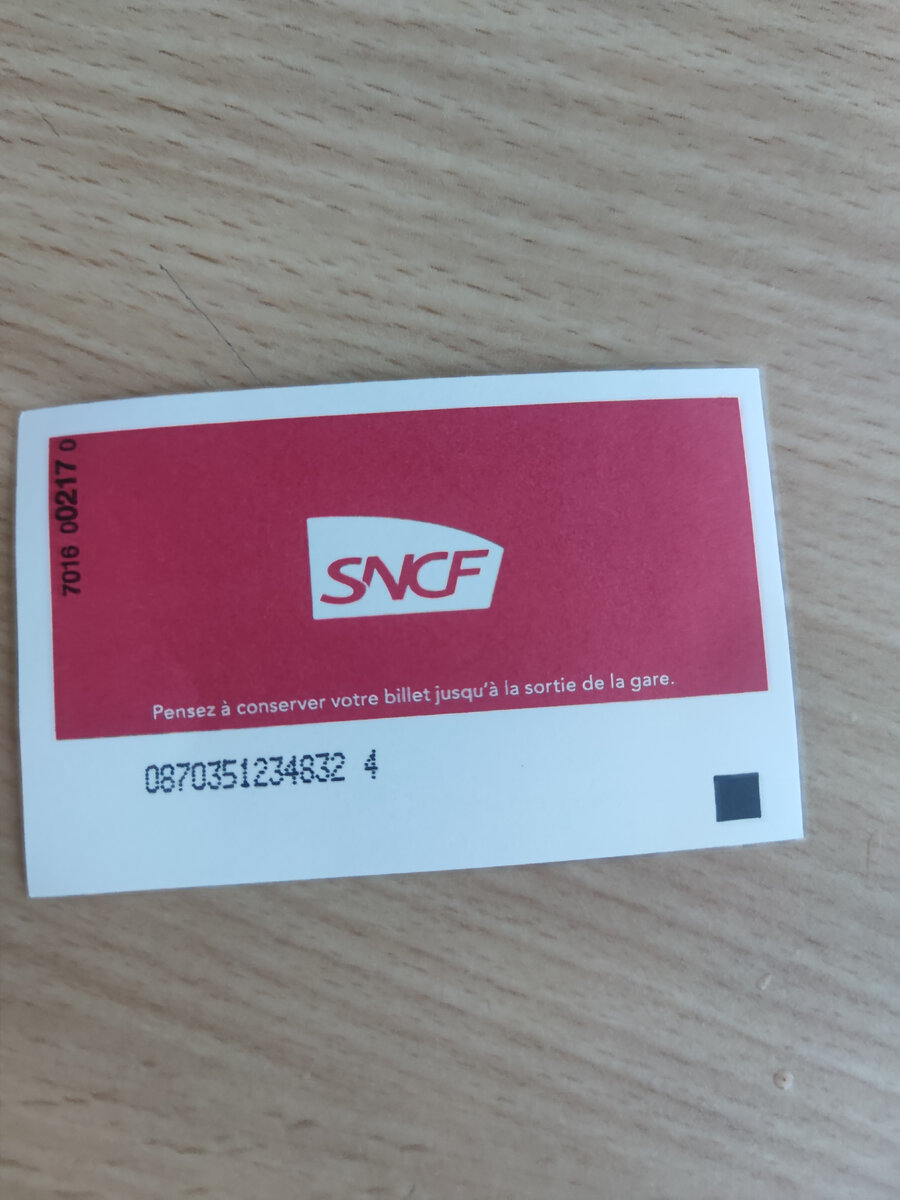 7016 00217 0
SNCF
Pensez à conserver votre billet jusqu'à la sortie de la gare.
0870351234832 4